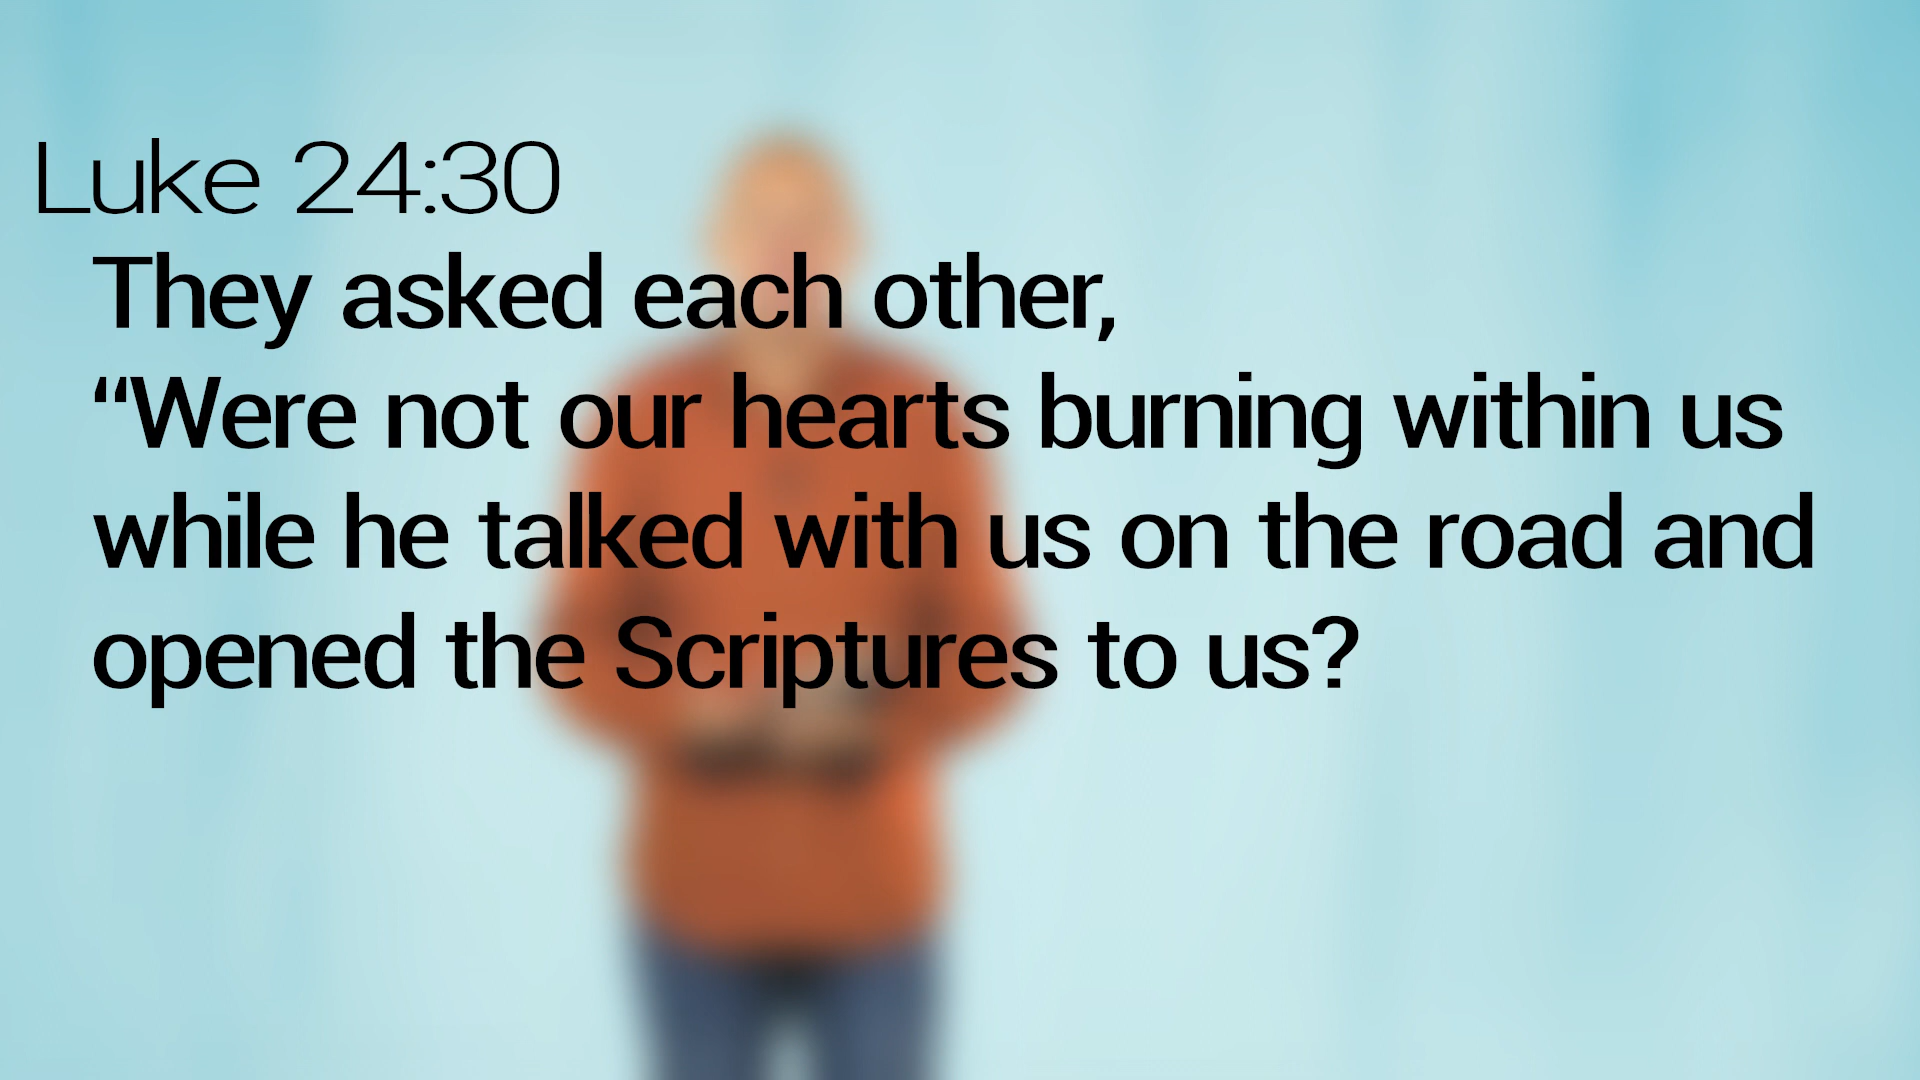 Luke 24:30
They asked each other,
“Were not our hearts burning within us
while he talked with us on the road and
opened the Scriptures to us?